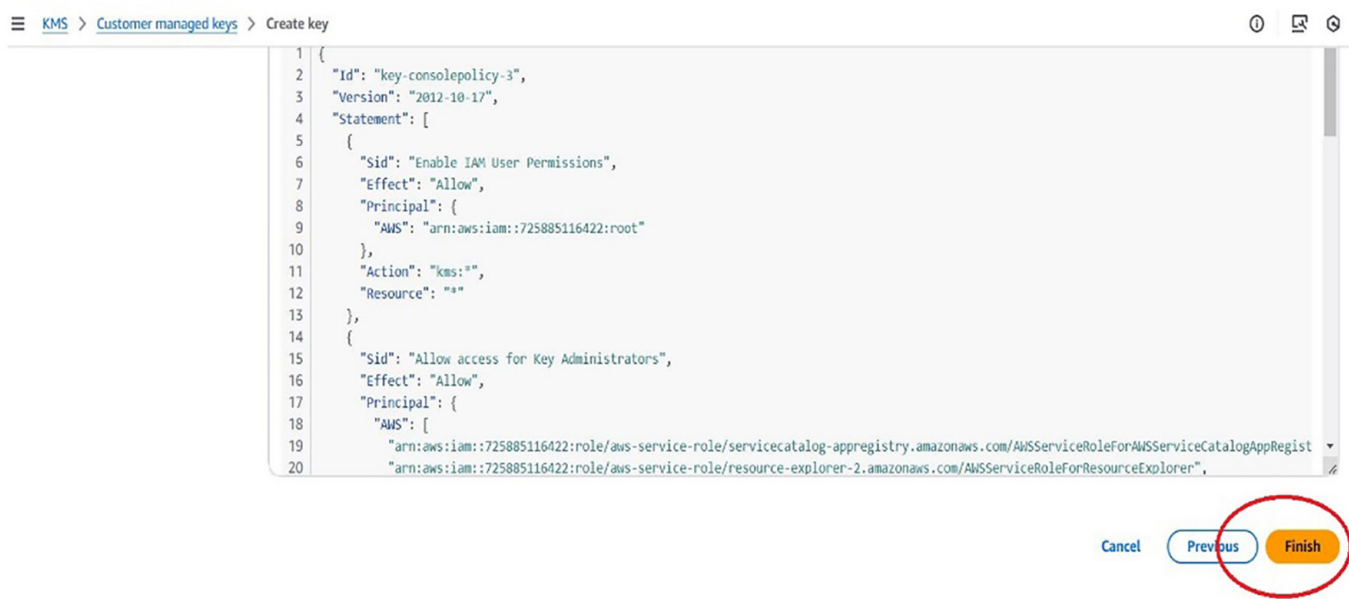 KMS > Customer managed keys > Create key
1 {
2 "Id": "key-consolepolicy-3",
3 "Version": "2012-10-17",
4 "Statement": [
5 {
6 "Sid": "Enable IAM User Permissions",
7 "Effect": "Allow",
8 "Principal": {
9 "AWS": "arn:aws:iam::725885116422:root"
10 },
11 "Action": "kms:*",
12 "Resource": "*"
13 },
14 {
15 "Sid": "Allow access for Key Administrators",
16 "Effect": "Allow",
17 "Principal": {
18 "AWS": [
19 "arn:aws:iam::725885116422:role/aws-service-role/servicecatalog-appregistry.amazonaws.com/AWSServiceRoleForAWSServiceCatalogAppRegist
20 "arn:aws:iam::725885116422:role/aws-service-role/resource-explorer-2.amazonaws.com/AWSServiceRoleForResourceExplorer",
Cancel Previous Finish